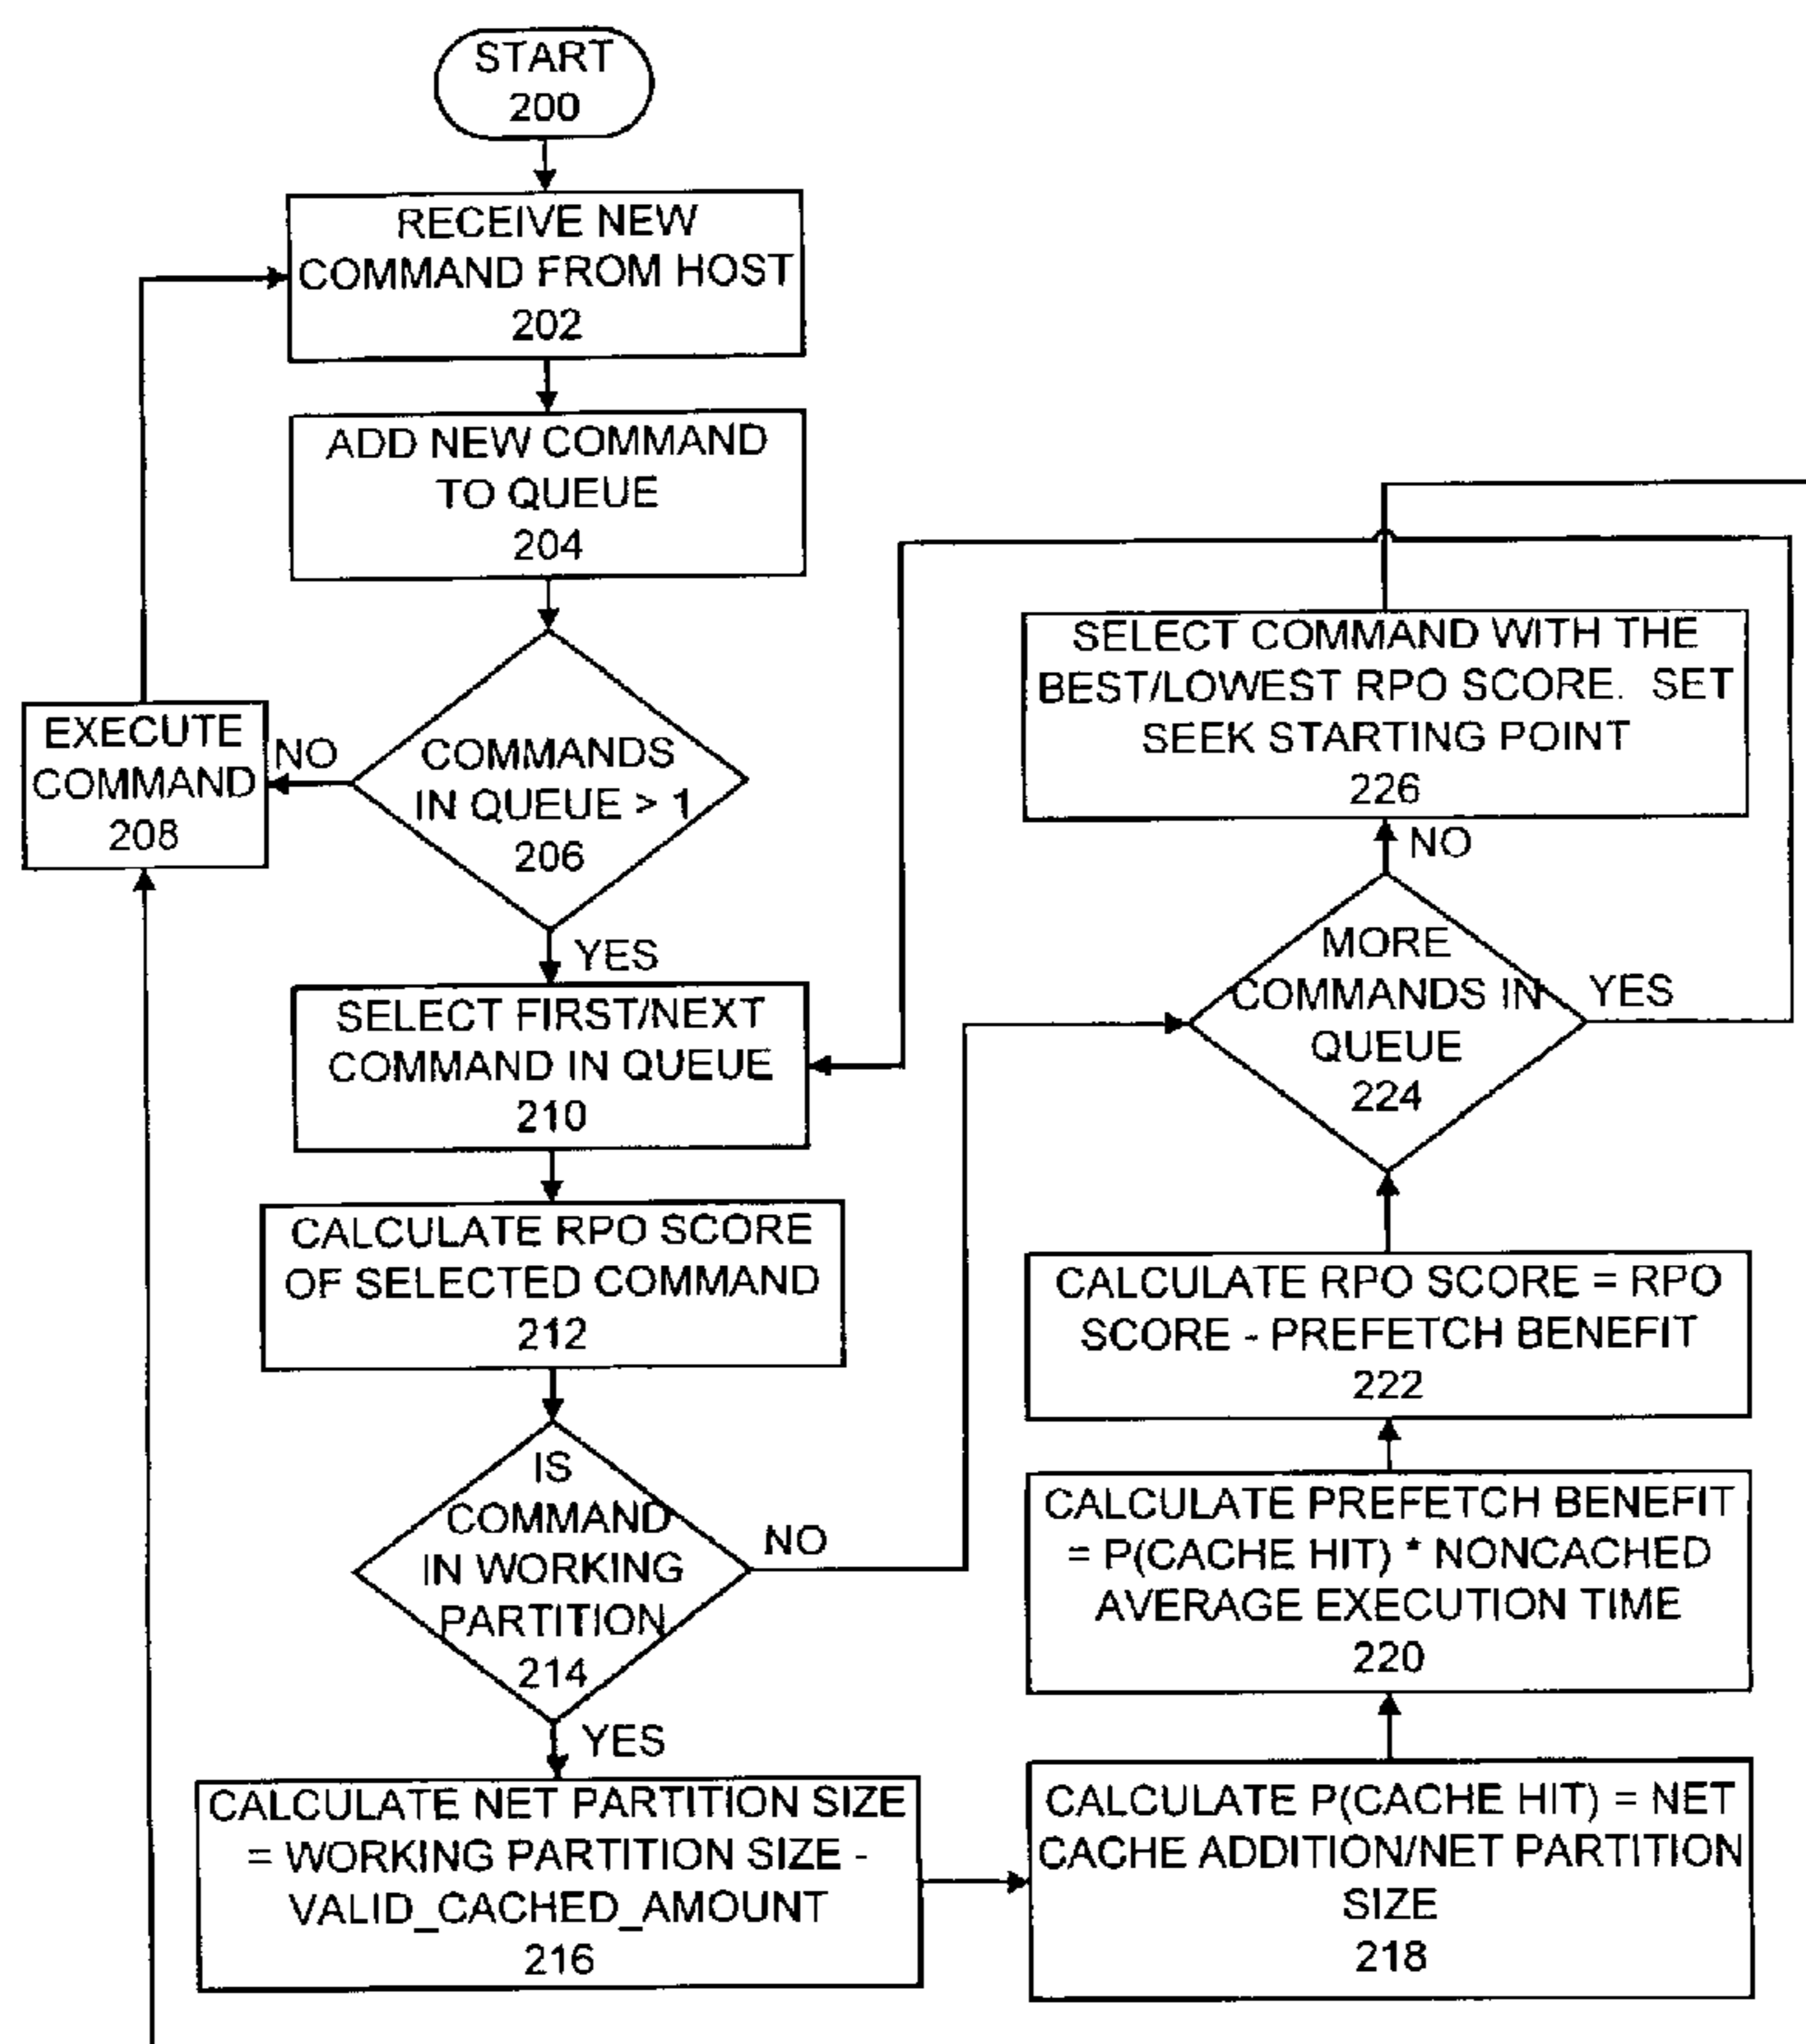 START
200
RECEIVE NEW
COMMAND FROM HOST
202
ADD NEW COMMAND
TO QUEUE
204
COMMANDS
IN QUEUE > 1
206
NO
EXECUTE
COMMAND
208
YES
SELECT FIRST/NEXT
COMMAND IN QUEUE
210
CALCULATE RPO SCORE
OF SELECTED COMMAND
212
IS
COMMAND
IN WORKING
PARTITION
214
NO
YES
CALCULATE NET PARTITION SIZE
= WORKING PARTITION SIZE -
VALID_CACHED_AMOUNT
216
CALCULATE P(CACHE HIT) = NET
CACHE ADDITION/NET PARTITION
SIZE
218
CALCULATE PREFETCH BENEFIT
= P(CACHE HIT) * NONCACHED
AVERAGE EXECUTION TIME
220
CALCULATE RPO SCORE = RPO
SCORE - PREFETCH BENEFIT
222
MORE
COMMANDS IN
QUEUE
224
YES
NO
SELECT COMMAND WITH THE
BEST/LOWEST RPO SCORE. SET
SEEK STARTING POINT
226